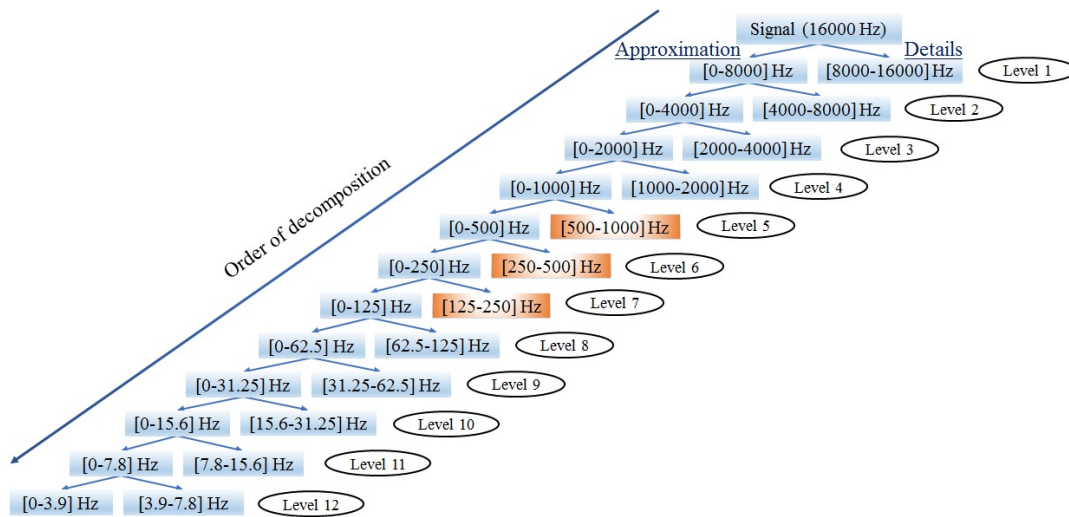 Signal (16000 Hz)
Approximation
Details
[0-8000] Hz
[8000-16000] Hz
Level 1
[0-4000] Hz
[4000-8000] Hz
Level 2
[0-2000] Hz
[2000-4000] Hz
Level 3
[0-1000] Hz
[1000-2000] Hz
Level 4
Order of decomposition
[0-500] Hz
[500-1000] Hz
Level 5
[0-250] Hz
[250-500] Hz
Level 6
[0-125] Hz
[125-250] Hz
Level 7
[0-62.5] Hz
[62.5-125] Hz
Level 8
[0-31.25] Hz
[31.25-62.5] Hz
Level 9
[0-15.6] Hz
[15.6-31.25] Hz
Level 10
[0-7.8] Hz
[7.8-15.6] Hz
Level 11
[0-3.9] Hz
[3.9-7.8] Hz
Level 12